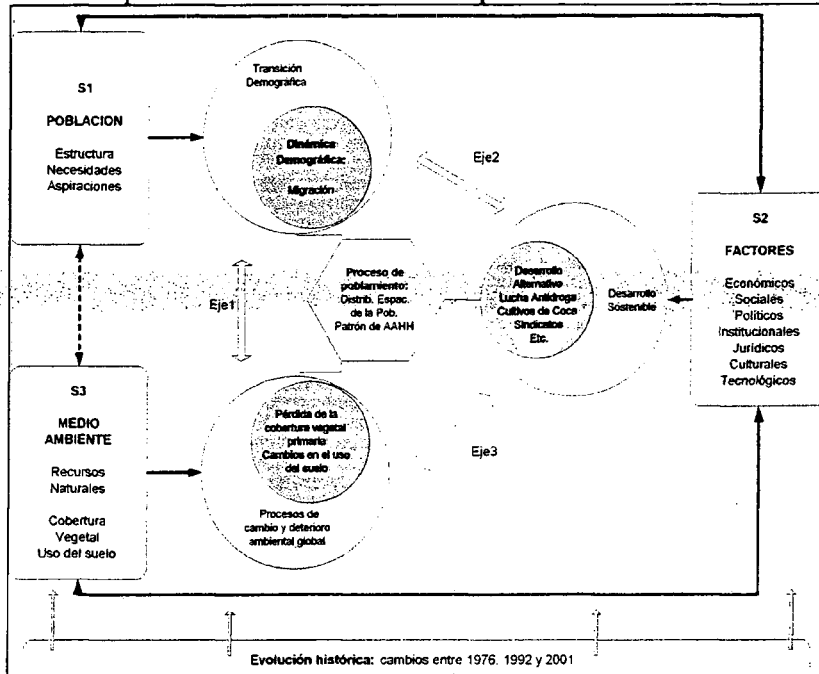 S1
POBLACION
Estructura
Necesidades
Aspiraciones
Transición
Demográfica
Dinámica
Demográfica:
Migración
Eje2
Eje1
Proceso de
poblamiento:
Distrib. Espac.
de la Pob.
Patrón de AAHH
Desarrollo
Alternativo
Lucha Antidroga
Cultivos de Coca
Sindicatos
Etc.
Desarrollo
Sostenible
S2
FACTORES
Económicos
Sociales
Políticos
Institucionales
Jurídicos
Culturales
Tecnológicos
S3
MEDIO
AMBIENTE
Recursos
Naturales
Cobertura
Vegetal
Uso del suelo
Pérdida de la
cobertura vegetal
primaria
Cambios en el uso
del suelo
Procesos de
cambio y deterioro
ambiental global
Eje3
Evolución histórica: cambios entre 1976. 1992 y 2001